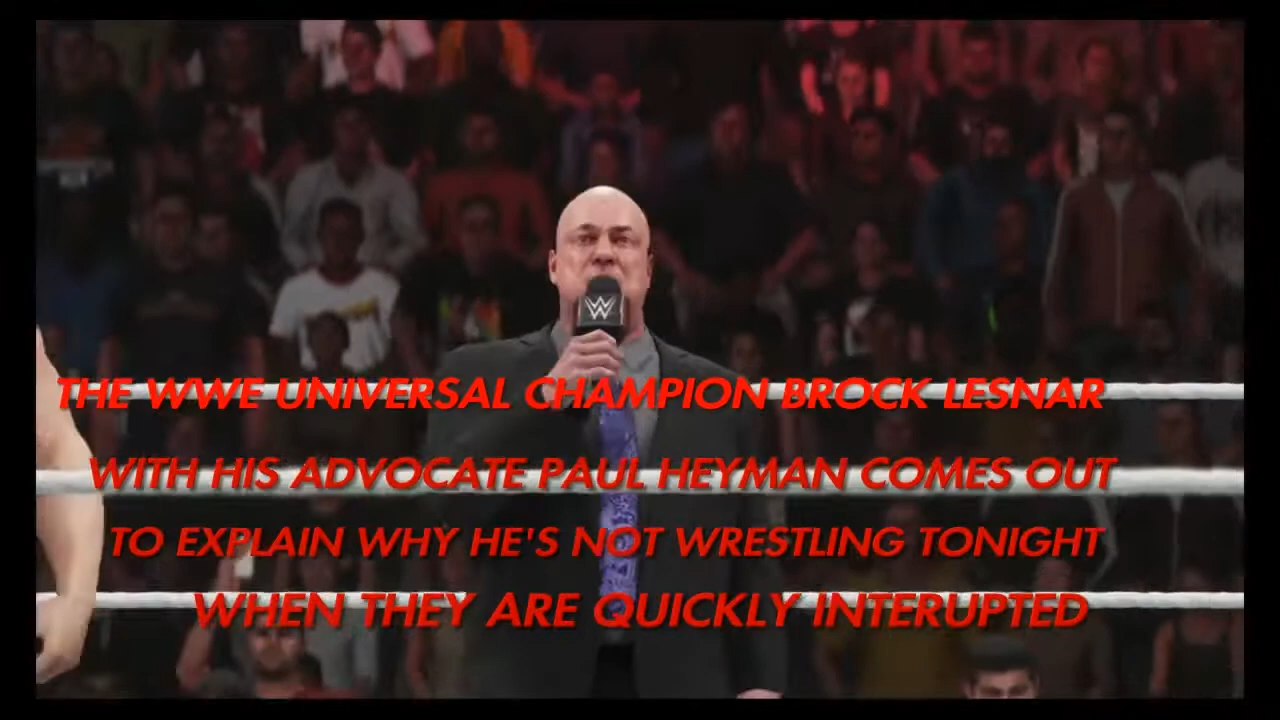 W
THE WWE UNIVERSAL CHAMPION BROCK LESNAR
WITH HIS ADVOCATE PAUL HEYMAN COMES OUT
TO EXPLAIN WHY HE'S NOT WRESTLING TONIGHT
WHEN THEY ARE QUICKLY INTERUPTED